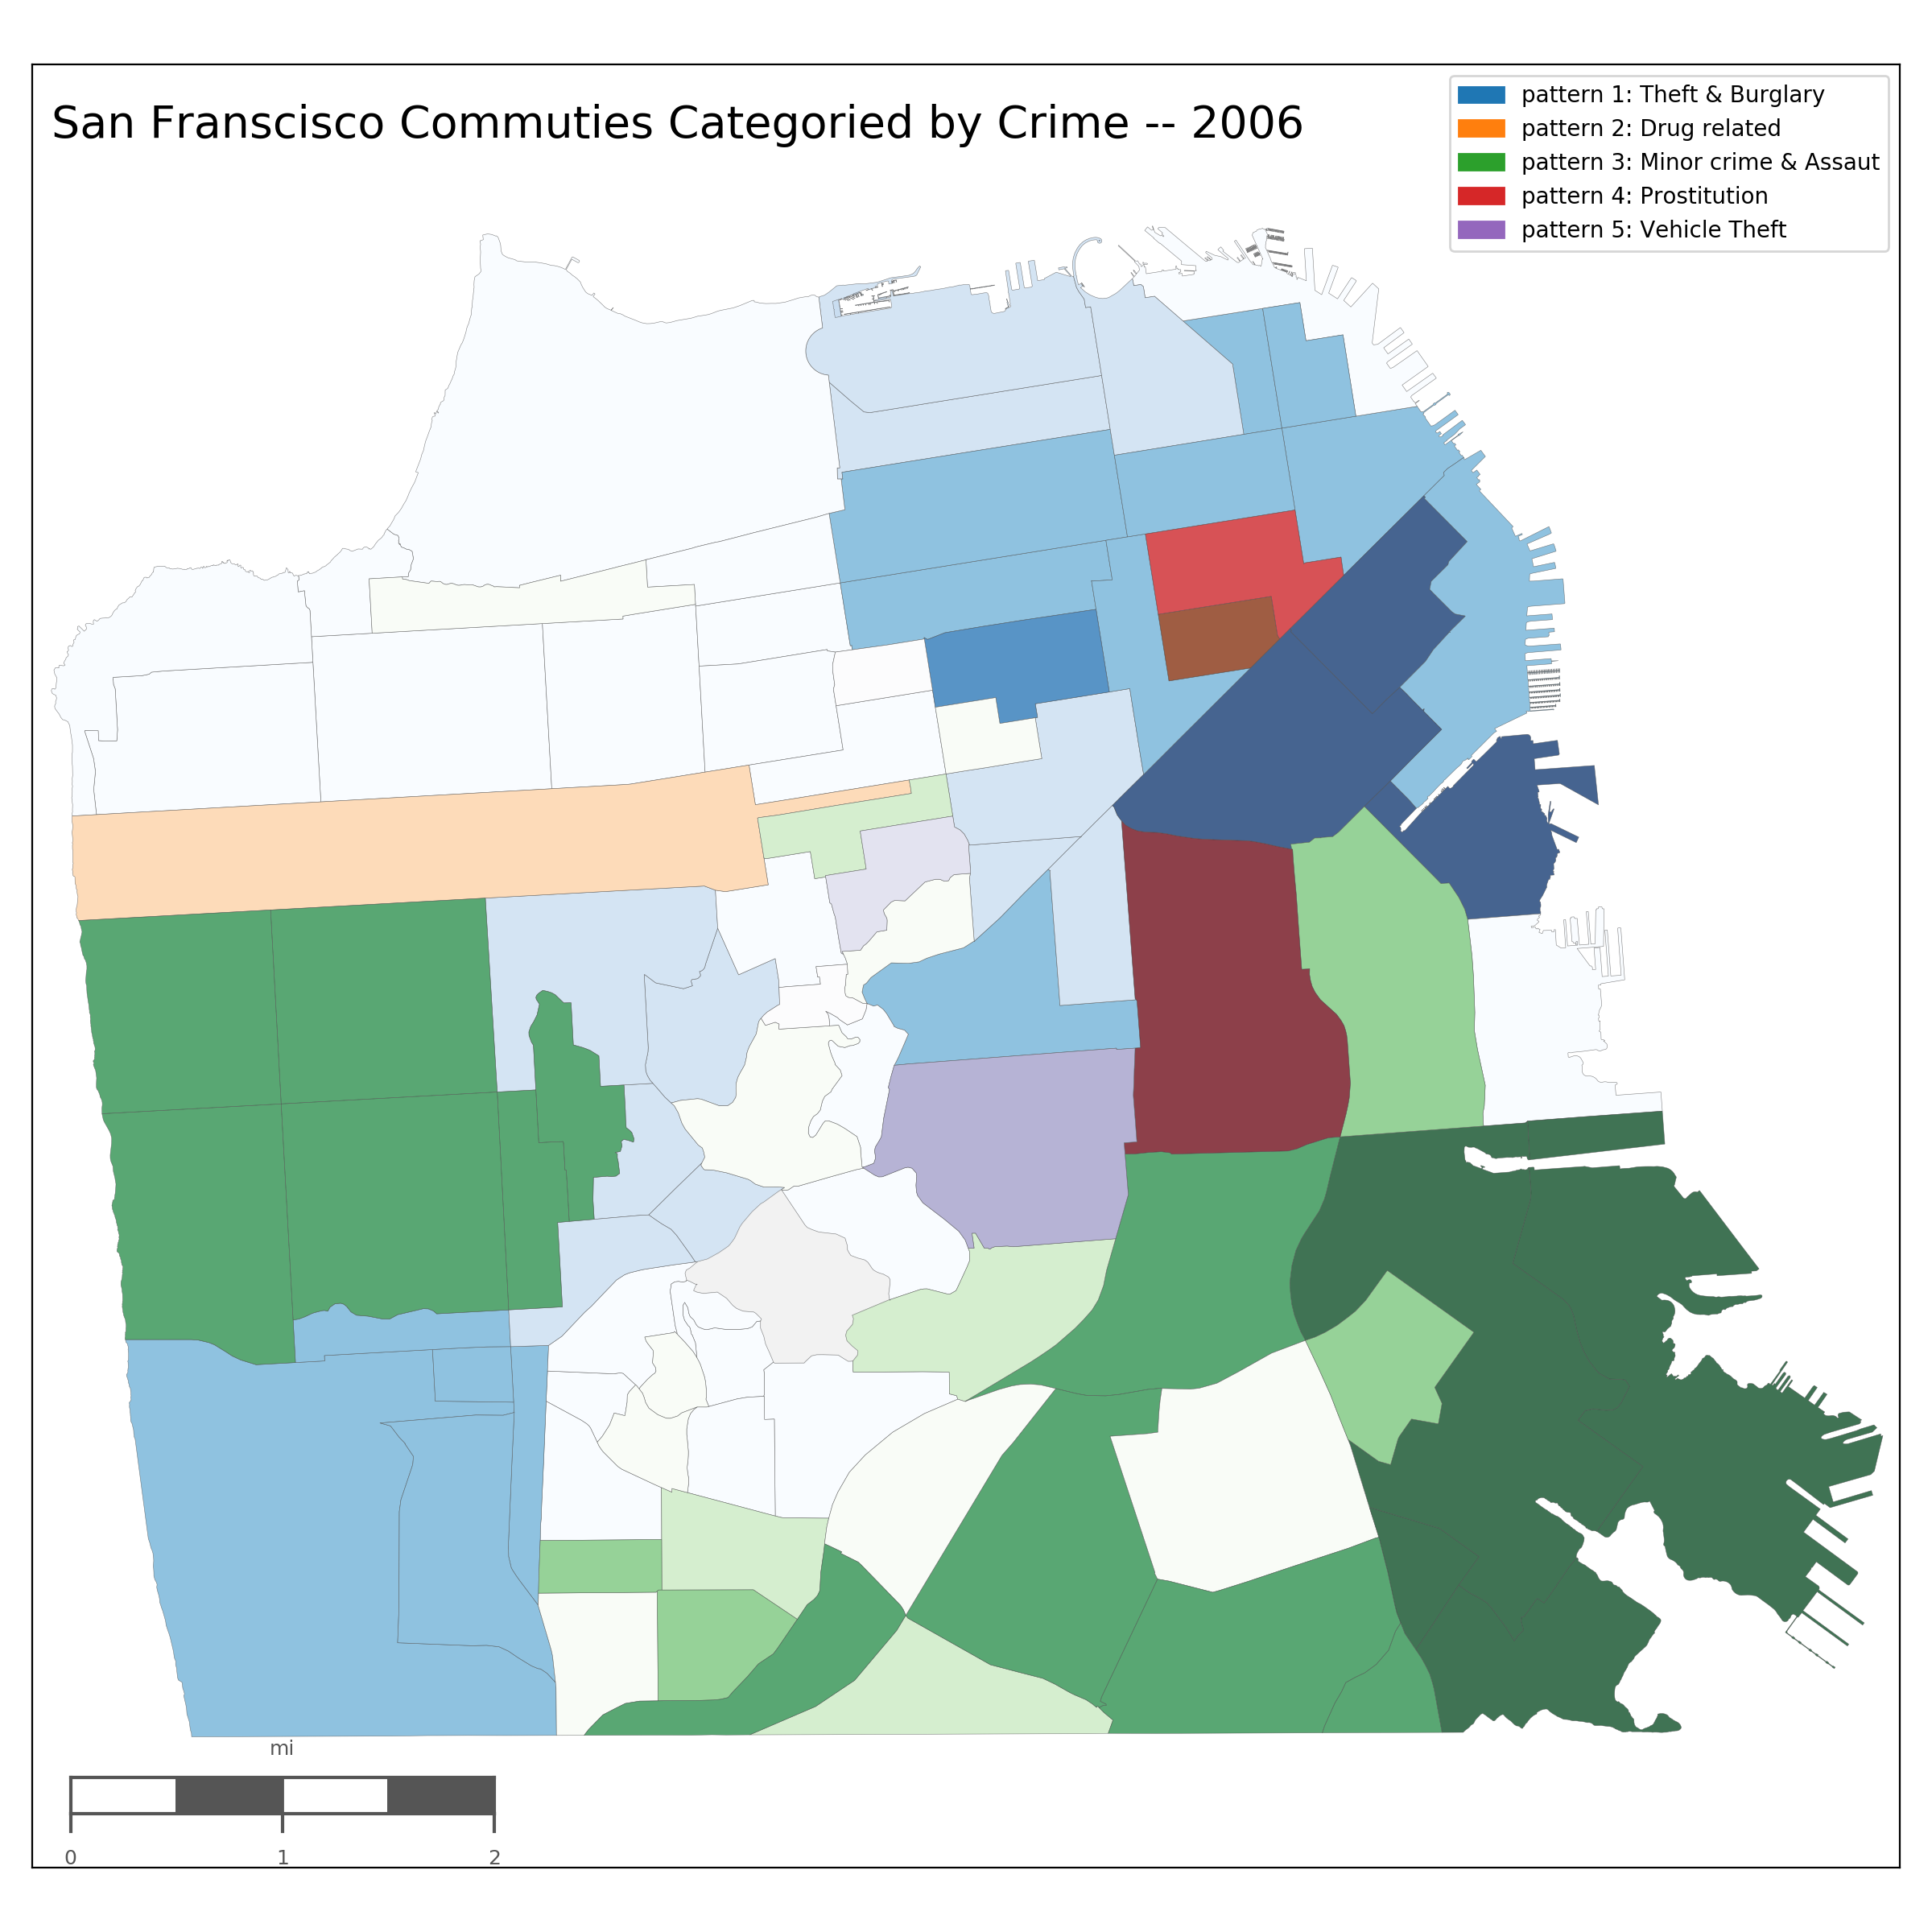 San Franscisco Commuties Categoried by Crime -- 2006
pattern 1: Theft & Burglary
pattern 2: Drug related
pattern 3: Minor crime & Assaut
pattern 4: Prostitution
pattern 5: Vehicle Theft
mi
0 1 2